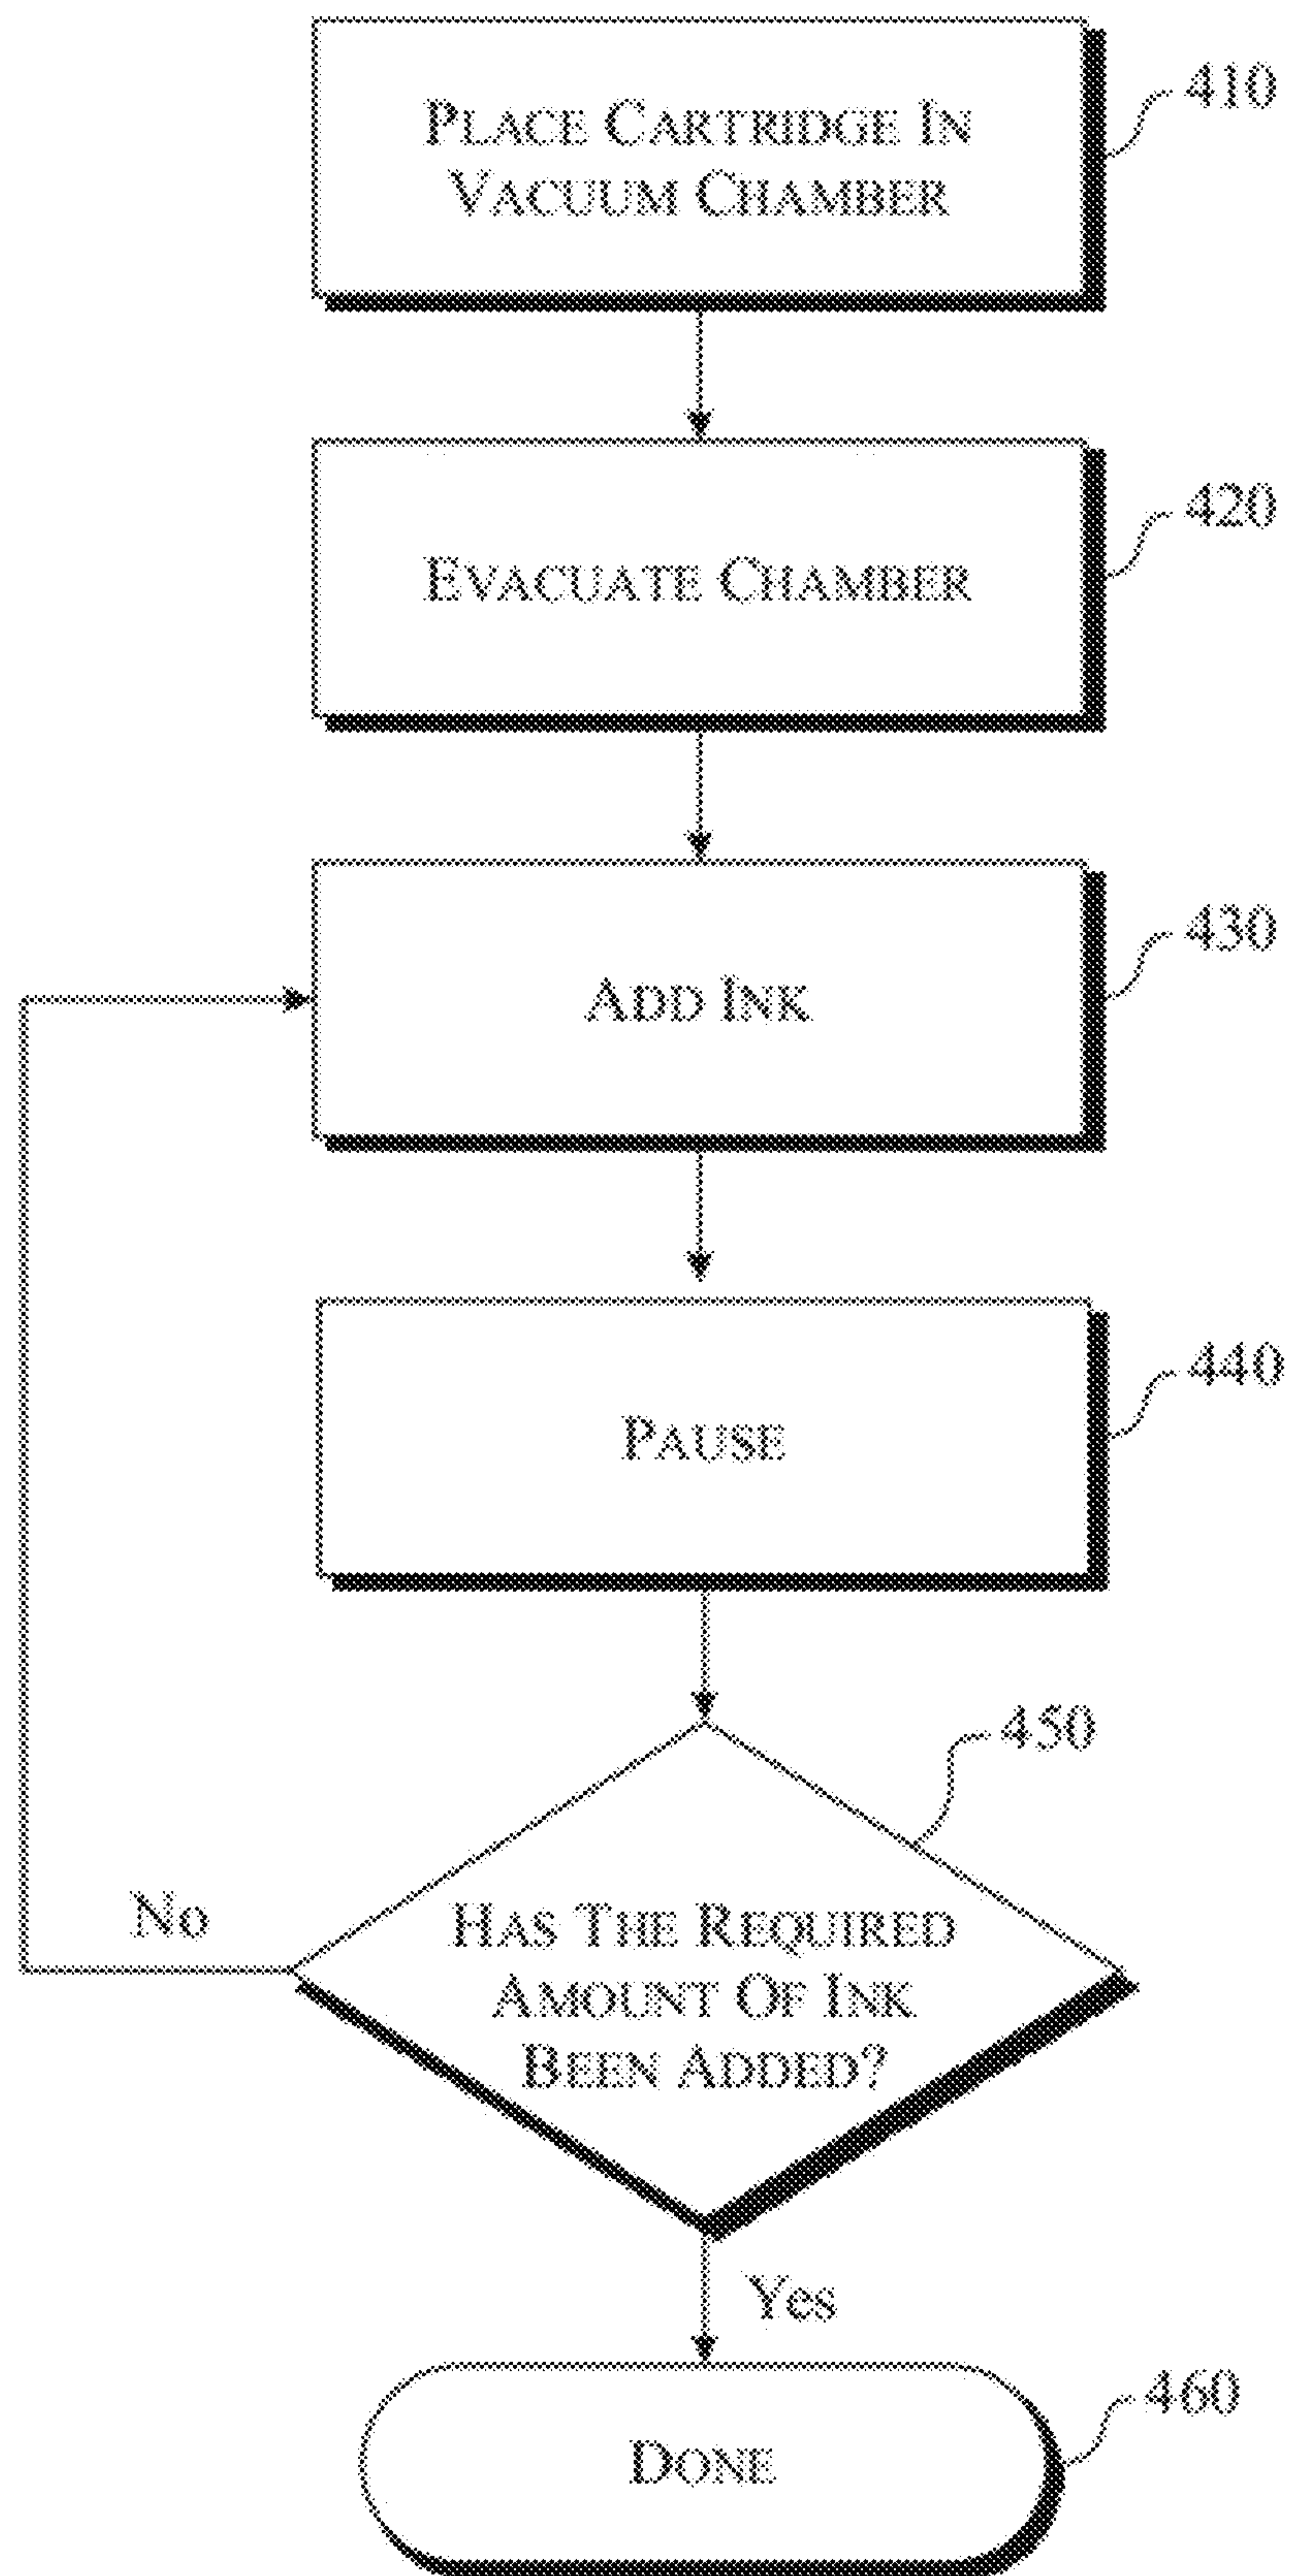 PLACE CARTRIDGE IN
VACUUM CHAMBER
410
EVACUATE CHAMBER
420
ADD INK
430
PAUSE
440
450
HAS THE REQUIRED
AMOUNT OF INK
BEEN ADDED?
No
Yes
DONE
460